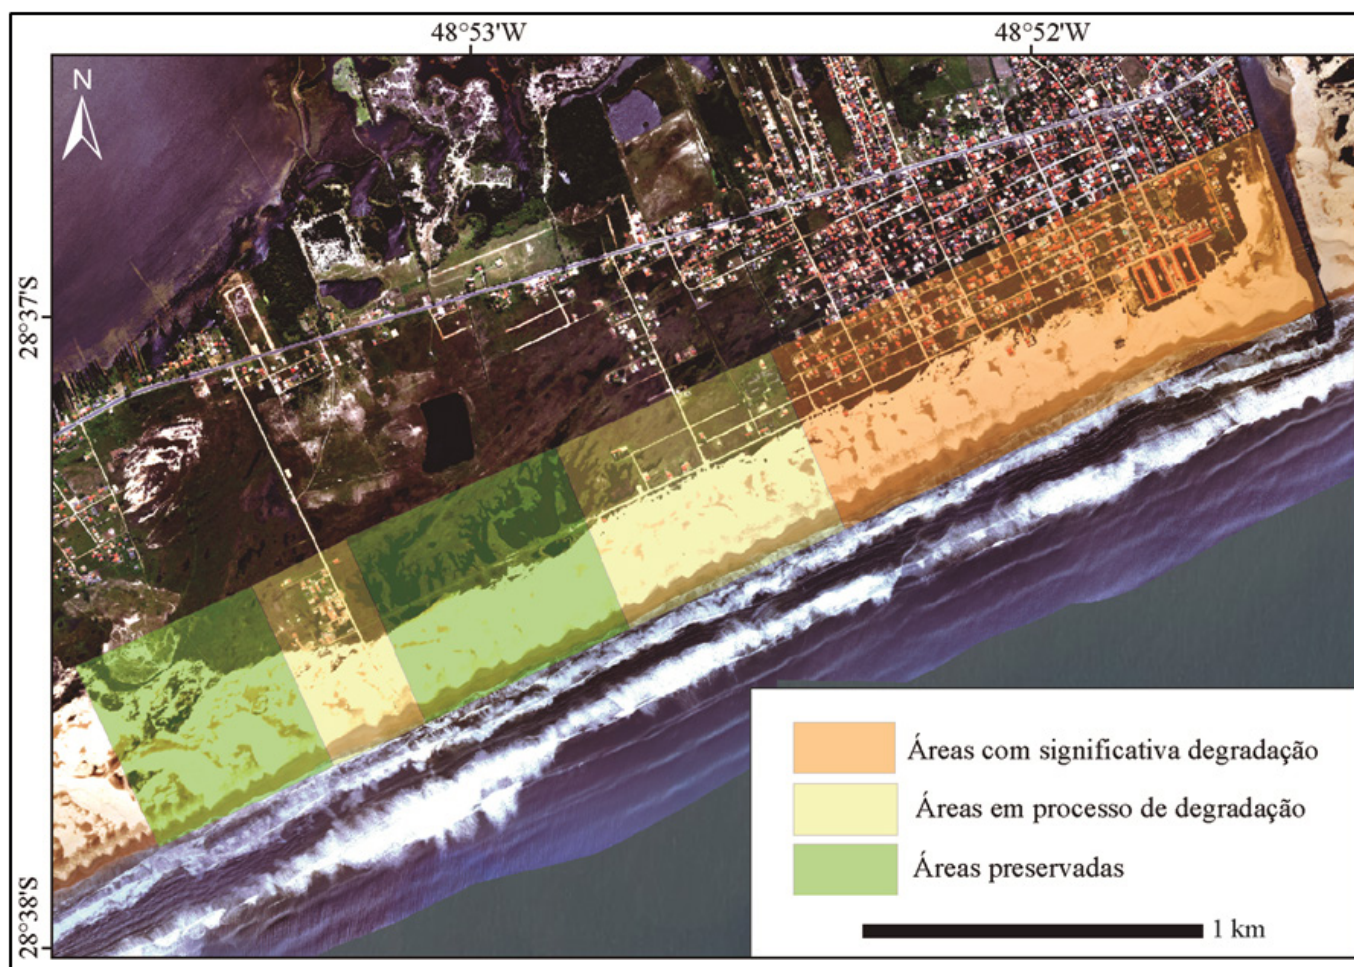 48°53'W
48°52'W
N
28°37'S
28°38'S
Áreas com significativa degradação
Áreas em processo de degradação
Áreas preservadas
1 km